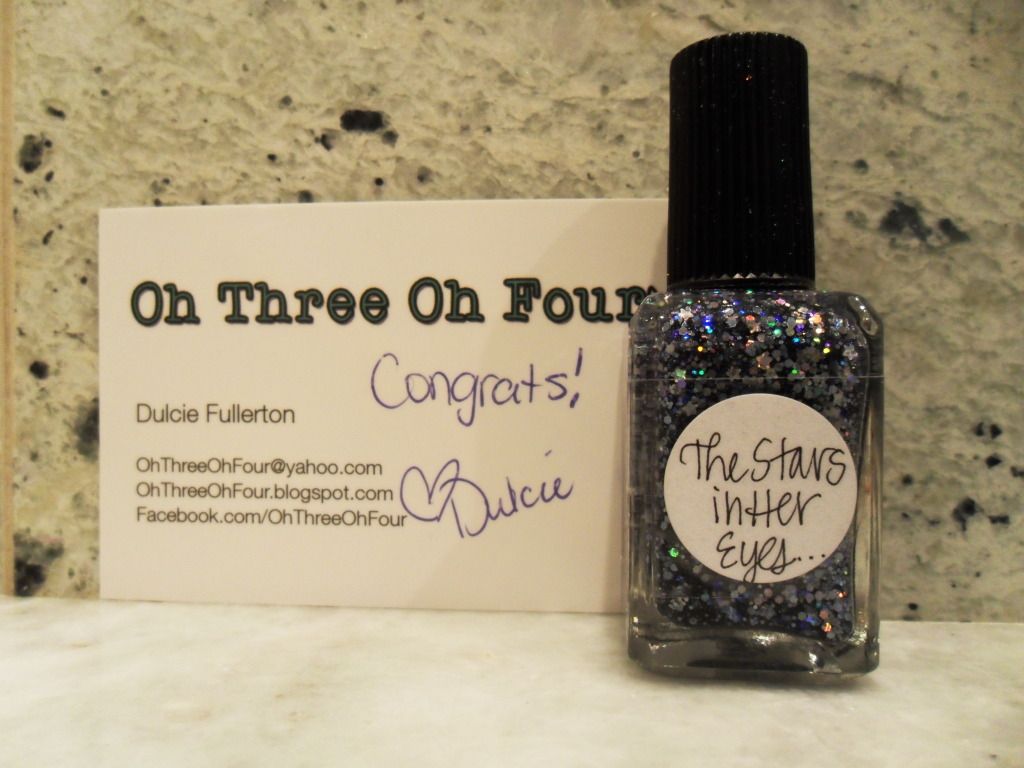 Oh Three Oh Four
Congrats!
Dulcie Fullerton
OhThreeOhFour@yahoo.com
OhThreeOhFour.blogspot.com
Facebook.com/OhThreeOhFour
♡Dulcie
The Stars
in Her
Eyes...